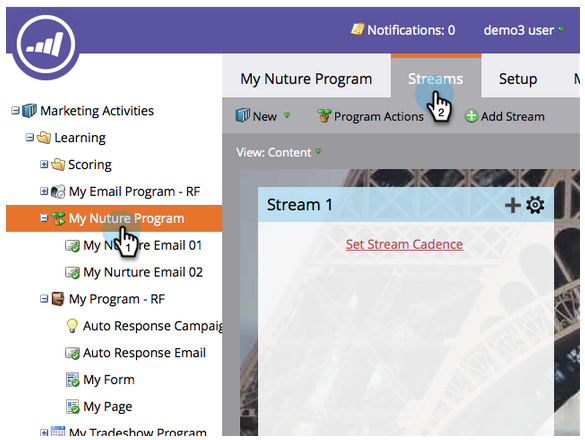 Notifications: 0 demo3 user
My Nuture Program Streams Setup
New Program Actions Add Stream
View: Content
Stream 1
Set Stream Cadence
Marketing Activities
Learning
Scoring
My Email Program - RF
My Nuture Program
1
2
My Nurture Email 01
My Nurture Email 02
My Program - RF
Auto Response Campaig
Auto Response Email
My Form
My Page
My Tradeshow Program